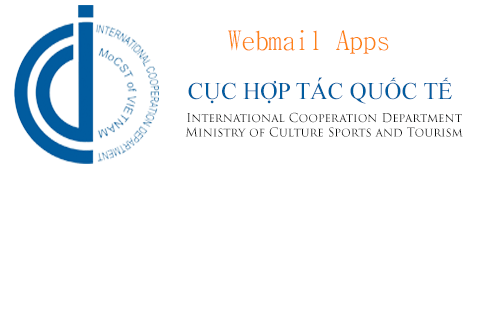 INTERNATIONAL COOPERATION DEPARTMENT
MoCST of VIETNAM
Webmail Apps
CỤC HỢP TÁC QUỐC TẾ
INTERNATIONAL COOPERATION DEPARTMENT
MINISTRY OF CULTURE SPORTS AND TOURISM